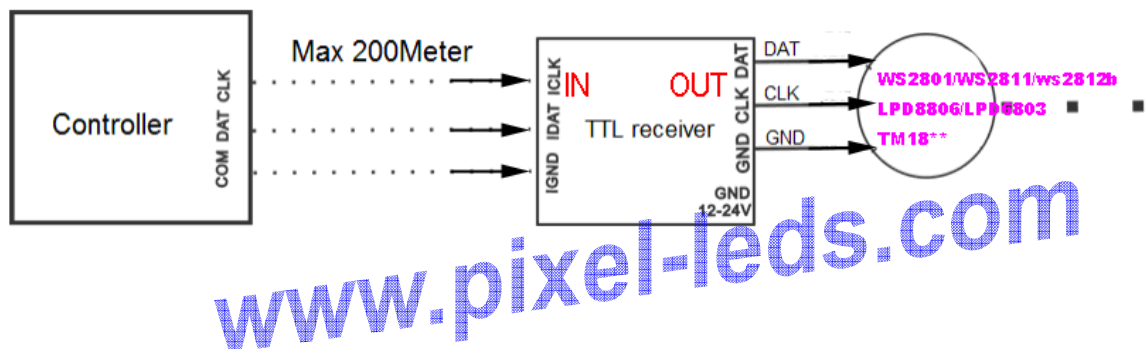 Max 200Meter
Controller
CLK
DAT
COM
ICLK
IDAT
IGND
IN
OUT
TTL receiver
DAT
CLK
GND
GND
12-24V
DAT
CLK
GND
WS2801/WS2811/ws2812b
LPD8806/LPD6803
TM18**
www.pixel-leds.com